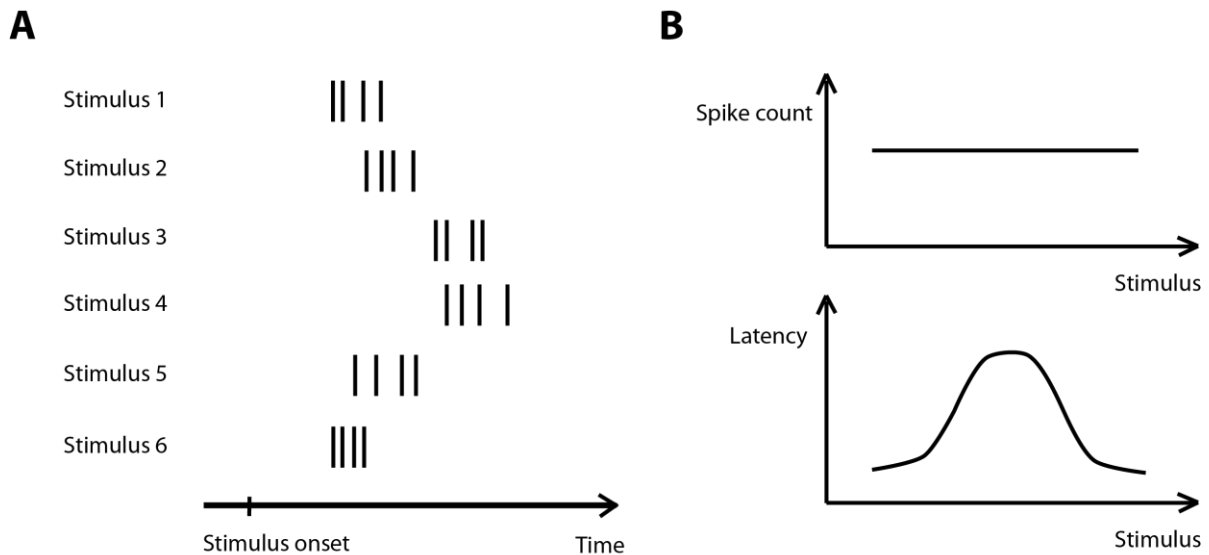 A
Stimulus 1
Stimulus 2
Stimulus 3
Stimulus 4
Stimulus 5
Stimulus 6
Stimulus onset
Time
B
Spike count
Stimulus
Latency
Stimulus